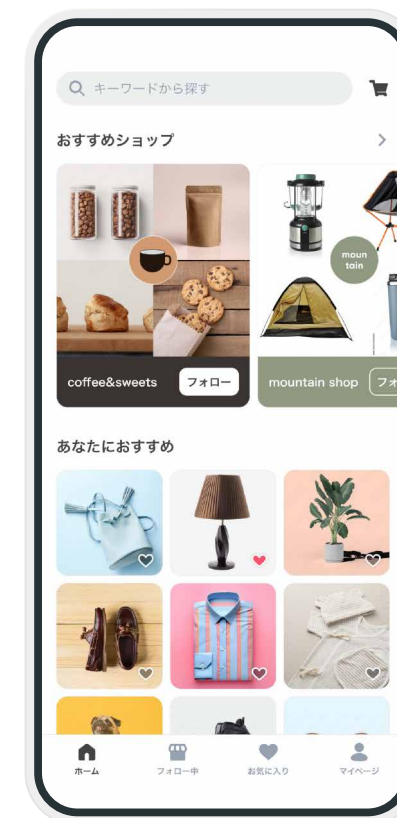 キーワードから探す
おすすめショップ
moun
tain
coffee&sweets
フォロー
mountain shop
フォ
あなたにおすすめ
ホーム
フォロー中
お気に入り
マイページ